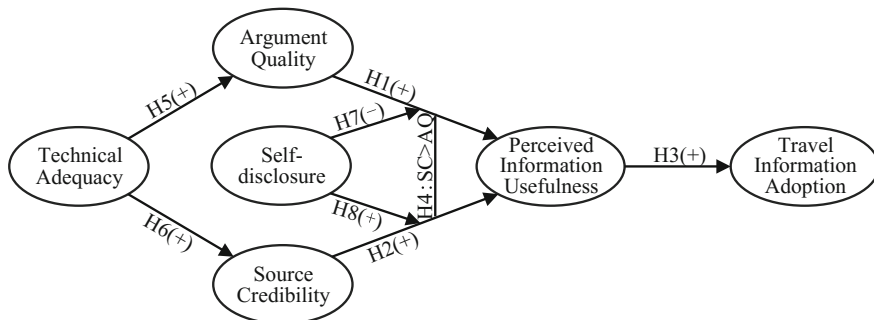 Argument
Quality
H5(+)
H1(+)
H7(−)
Technical
Adequacy
Self-
disclosure
H4 : SC>AQ
Perceived
Information
Usefulness
H3(+)
Travel
Information
Adoption
H8(+)
H6(+)
H2(+)
Source
Credibility